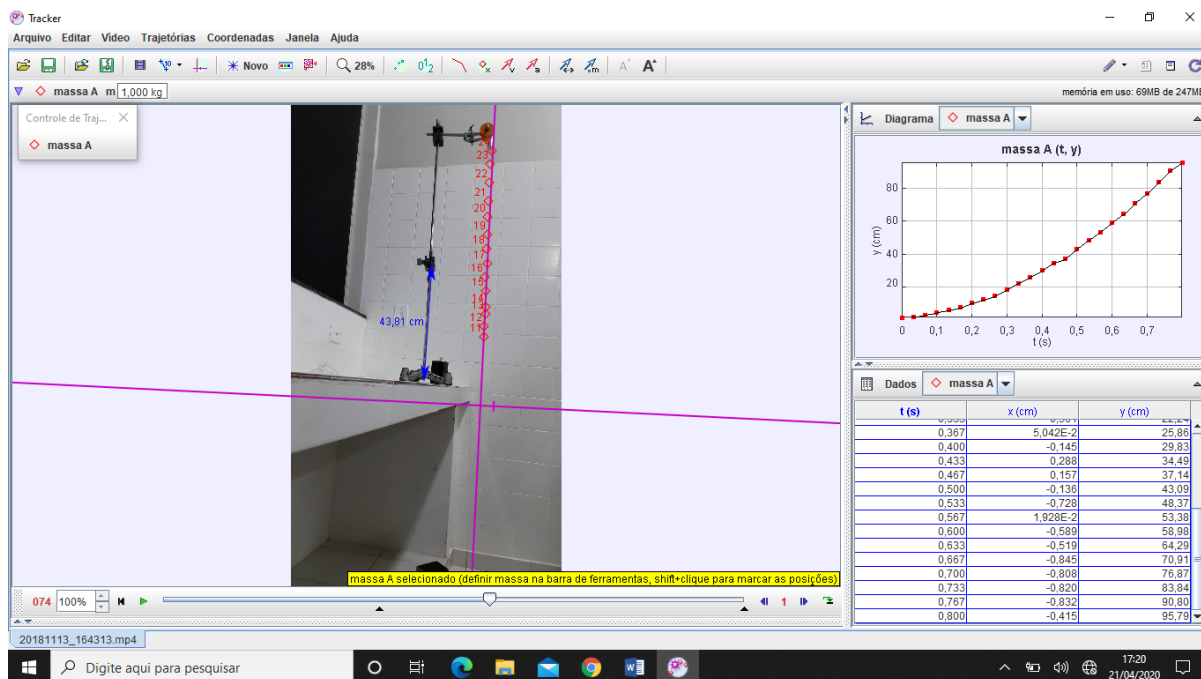 Tracker
Arquivo Editar Vídeo Trajetórias Coordenadas Janela Ajuda
Novo 28%
massa A m 1,000 kg
memória em uso: 69MB de 247MB
Controle de Traj...
massa A
23
22
21
20
19
18
17
16
15
14
13
12
11
43,81 cm
massa A selecionado (definir massa na barra de ferramentas, shift+clique para marcar as posições)
074 100% 1
20181113_164313.mp4
Diagrama massa A
massa A (t, y)
80
60
40
20
y (cm)
0 0,1 0,2 0,3 0,4 0,5 0,6 0,7
t (s)
Dados massa A
t (s) x (cm) y (cm)
0,367 5,042E-2 25,86
0,400 -0,145 29,83
0,433 0,288 34,49
0,467 0,157 37,14
0,500 -0,136 43,09
0,533 -0,728 48,37
0,567 1,928E-2 53,38
0,600 -0,589 58,98
0,633 -0,519 64,29
0,667 -0,845 70,91
0,700 -0,808 76,87
0,733 -0,820 83,84
0,767 -0,832 90,80
0,800 -0,415 95,79
Digite aqui para pesquisar
17:20
21/04/2020